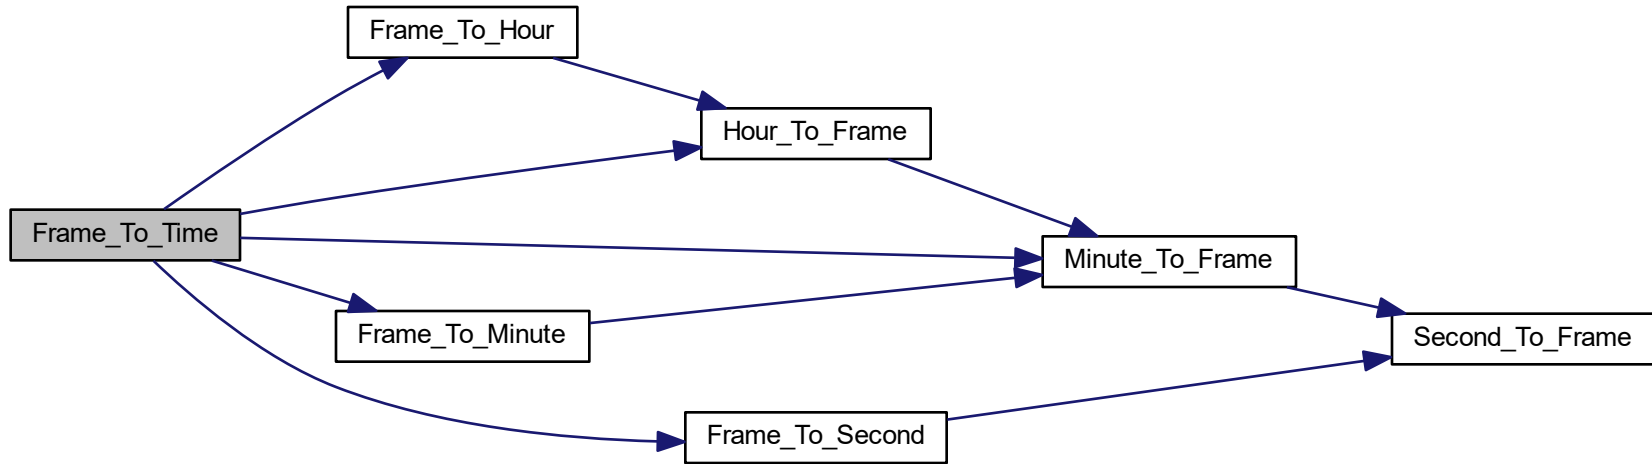 Frame_To_Hour
Hour_To_Frame
Frame_To_Time
Minute_To_Frame
Frame_To_Minute
Second_To_Frame
Frame_To_Second